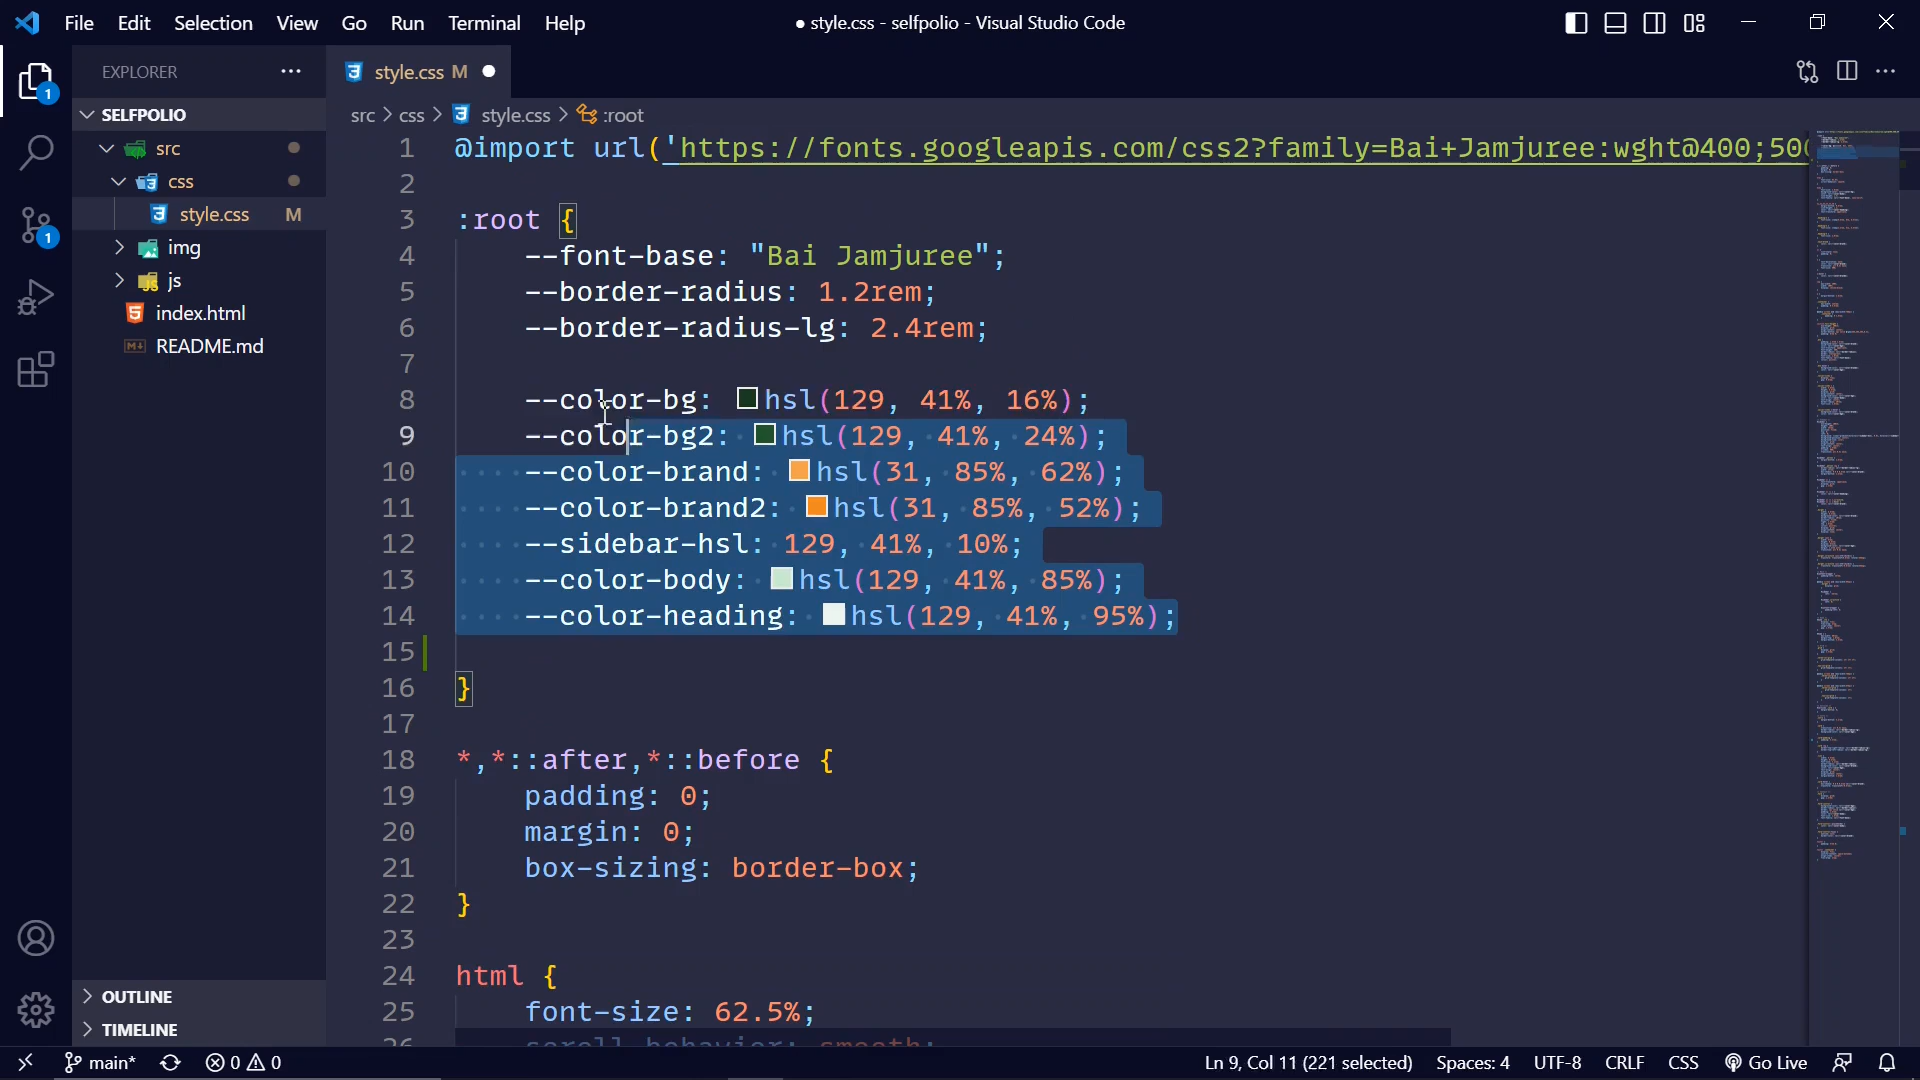 File Edit Selection View Go Run Terminal Help
● style.css - selfpolio - Visual Studio Code
EXPLORER
style.css M
SELFPOLIO
src > css > style.css > :root
src
css
style.css M
img
js
index.html
README.md
1
1
OUTLINE
TIMELINE
1 @import url('https://fonts.googleapis.com/css2?family=Bai+Jamjuree:wght@400;500
2
3 :root {
4 --font-base: "Bai Jamjuree";
5 --border-radius: 1.2rem;
6 --border-radius-lg: 2.4rem;
7
8 --color-bg: hsl(129, 41%, 16%);
9 --color-bg2: hsl(129, 41%, 24%);
10 --color-brand: hsl(31, 85%, 62%);
11 --color-brand2: hsl(31, 85%, 52%);
12 --sidebar-hsl: 129, 41%, 10%;
13 --color-body: hsl(129, 41%, 85%);
14 --color-heading: hsl(129, 41%, 95%);
15
16 }
17
18 *,*::after,*::before {
19 padding: 0;
20 margin: 0;
21 box-sizing: border-box;
22 }
23
24 html {
25 font-size: 62.5%;
26 scroll-behavior: smooth;
main* 0 0 Ln 9, Col 11 (221 selected) Spaces: 4 UTF-8 CRLF CSS Go Live